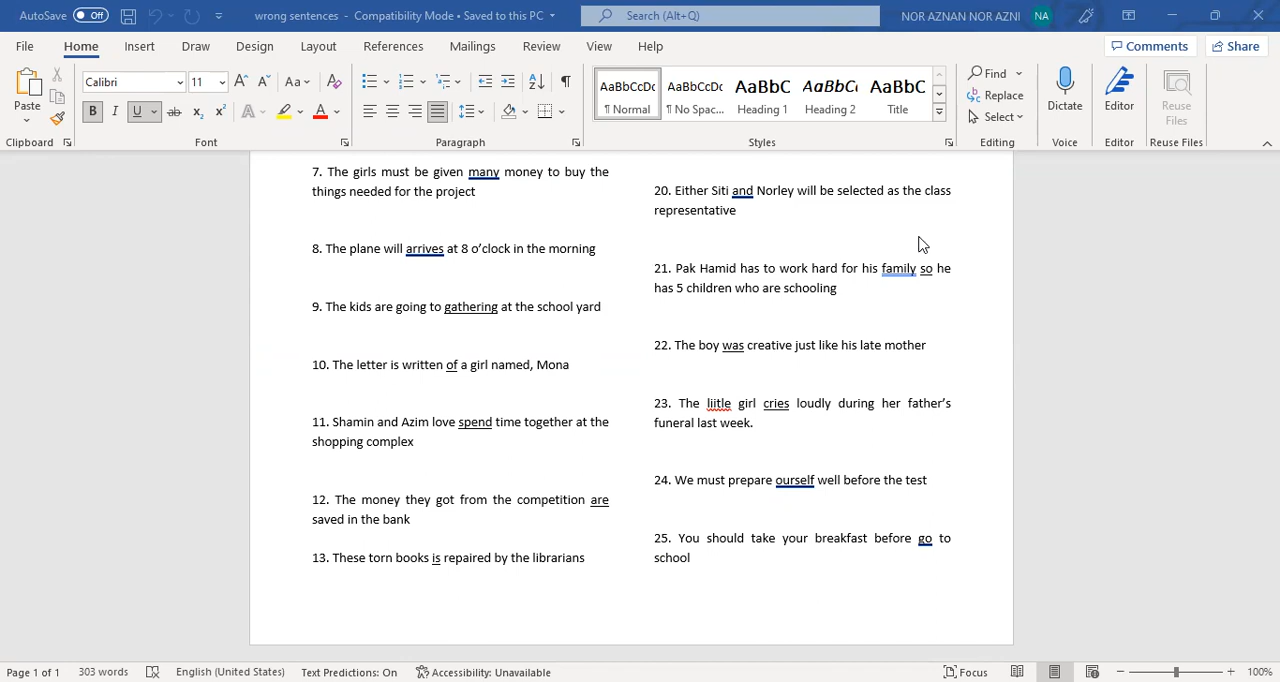 AutoSave Off wrong sentences - Compatibility Mode • Saved to this PC Search (Alt+Q) NOR AZNAN NOR AZNI NA
File Home Insert Draw Design Layout References Mailings Review View Help Comments Share
Paste
Clipboard
Calibri 11
Font
Paragraph
AaBbCcDc AaBbCcDc AaBbC AaBbCc AaBbC
¶ Normal ¶ No Spac... Heading 1 Heading 2 Title
Styles
Find
Replace
Select
Editing
Dictate
Voice
Editor
Editor
Reuse Files
Reuse Files
7. The girls must be given many money to buy the
things needed for the project
8. The plane will arrives at 8 o’clock in the morning
9. The kids are going to gathering at the school yard
10. The letter is written of a girl named, Mona
11. Shamin and Azim love spend time together at the
shopping complex
12. The money they got from the competition are
saved in the bank
13. These torn books is repaired by the librarians
20. Either Siti and Norley will be selected as the class
representative
21. Pak Hamid has to work hard for his family so he
has 5 children who are schooling
22. The boy was creative just like his late mother
23. The liitle girl cries loudly during her father’s
funeral last week.
24. We must prepare ourself well before the test
25. You should take your breakfast before go to
school
Page 1 of 1 303 words English (United States) Text Predictions: On Accessibility: Unavailable Focus 100%